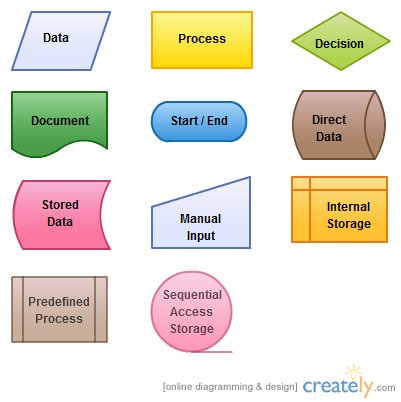 Data
Process
Decision
Document
Start / End
Direct
Data
Stored
Data
Manual
Input
Internal
Storage
Predefined
Process
Sequential
Access
Storage
[online diagramming & design] creately.com